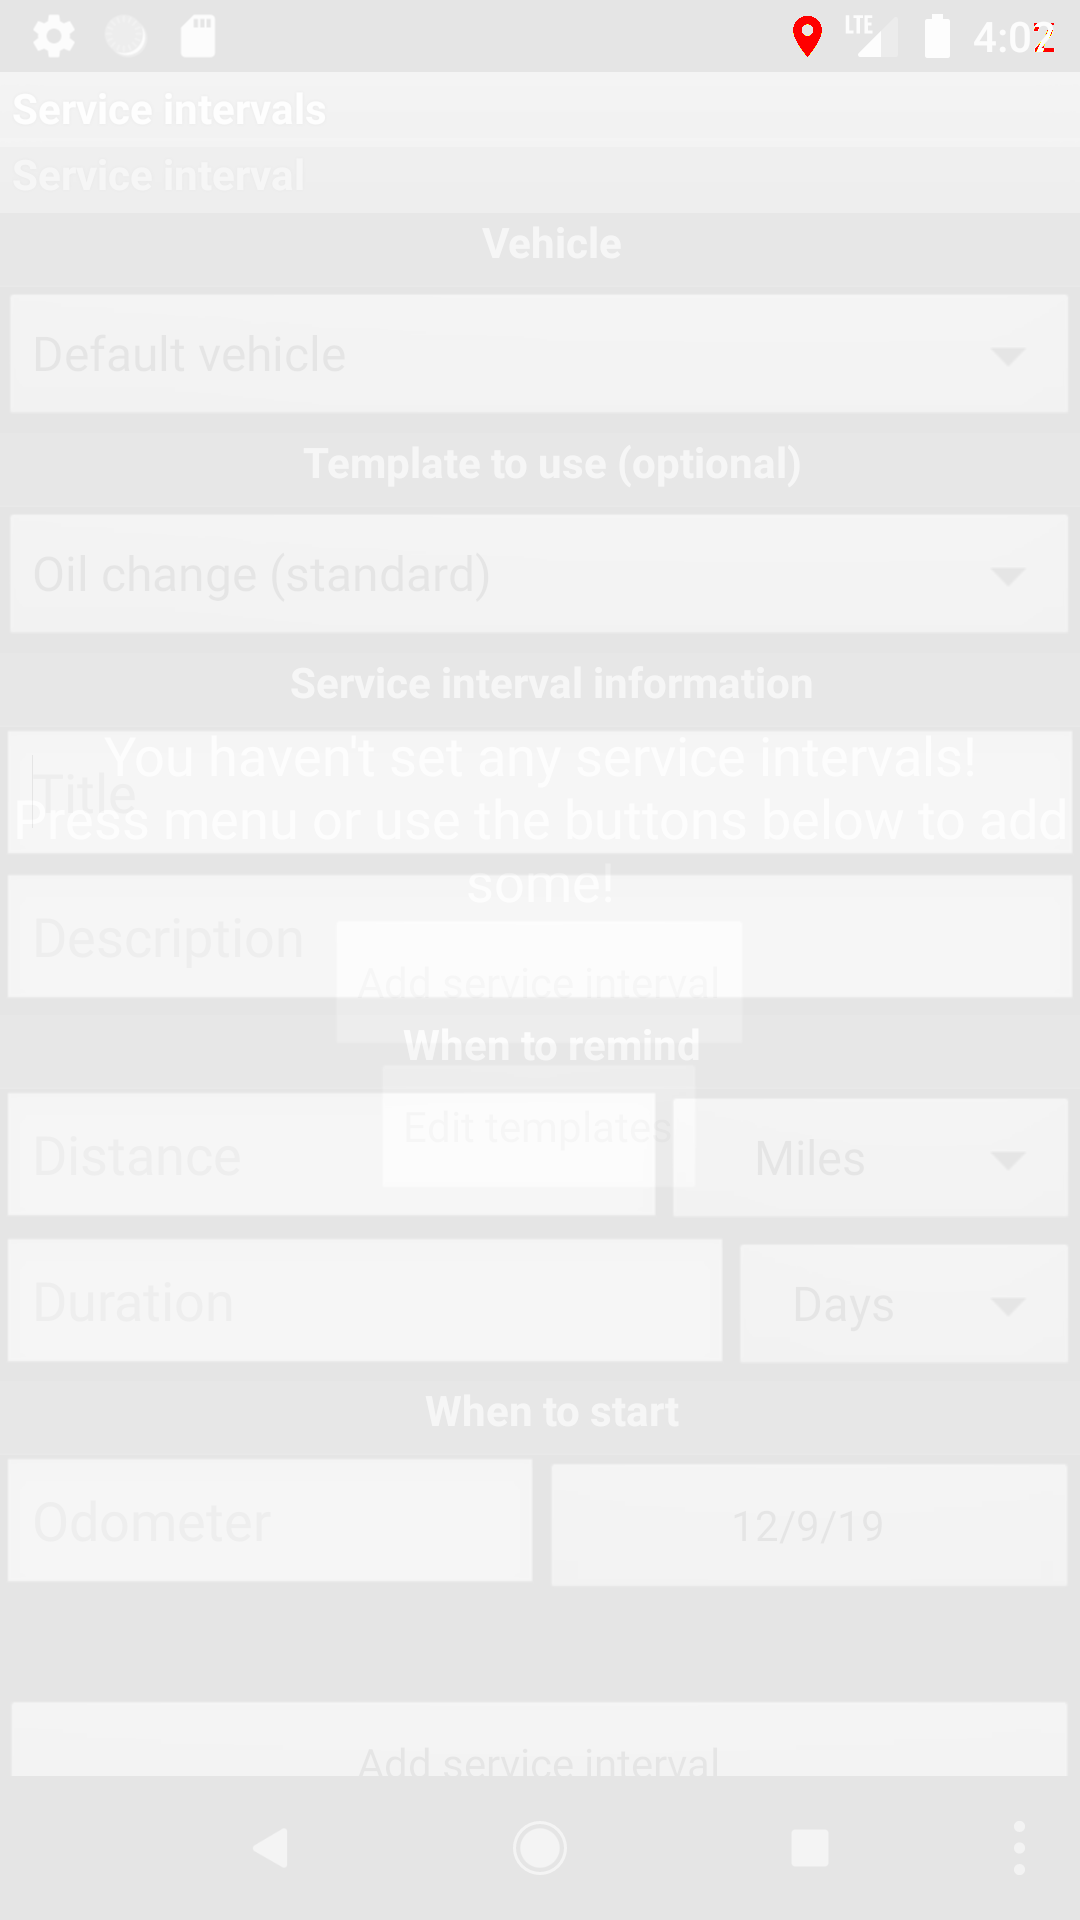 LTE 4:02
Service intervals
Service interval
Vehicle
Default vehicle
Template to use (optional)
Oil change (standard)
Service interval information
You haven't set any service intervals!
Title
Press menu or use the buttons below to add
some!
Description
Add service interval
When to remind
Edit templates
Distance
Miles
Duration
Days
When to start
Odometer
12/9/19
Add service interval